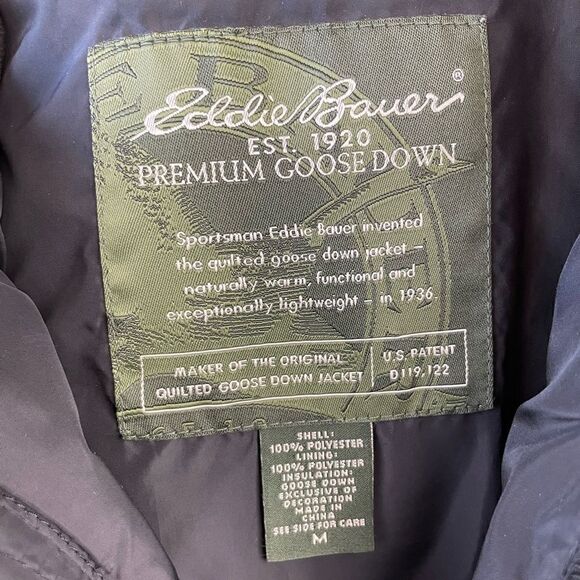 Eddie Bauer®
EST. 1920
PREMIUM GOOSE DOWN
Sportsman Eddie Bauer invented
the quilted goose down jacket –
naturally warm, functional and
exceptionally lightweight – in 1936.
MAKER OF THE ORIGINAL
QUILTED GOOSE DOWN JACKET
U.S. PATENT
D119,122
SHELL:
100% POLYESTER
LINING:
100% POLYESTER
INSULATION:
GOOSE DOWN
EXCLUSIVE OF
DECORATION
MADE IN
CHINA
SEE SIDE FOR CARE
M